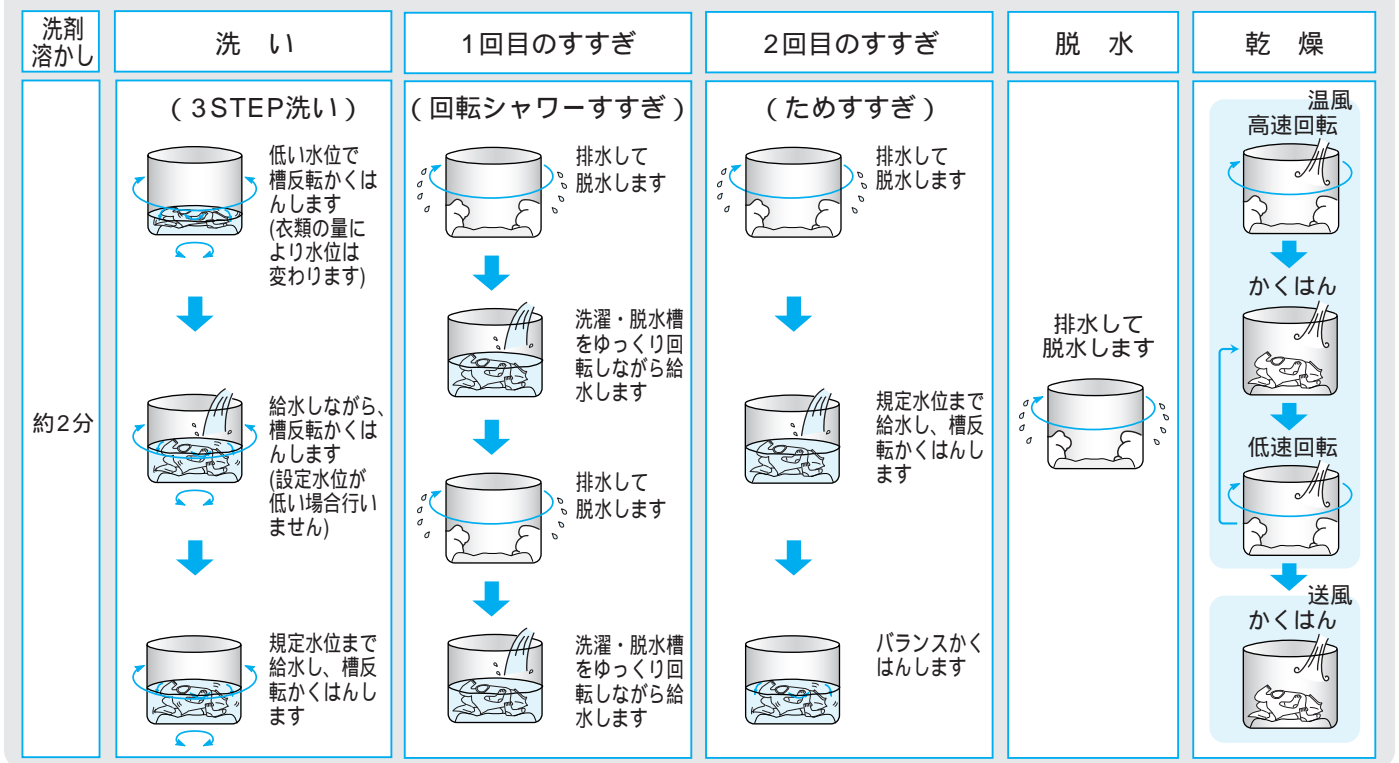 洗剤
溶かし
洗 い
1回目のすすぎ
2回目のすすぎ
脱 水
乾 燥
約2分
(3STEP洗い)
低い水位で
槽反転かくは
んします
(衣類の量に
より水位は
変わります)
給水しながら、
槽反転かくは
んします
(設定水位が
低い場合行い
ません)
規定水位まで
給水し、槽反
転かくはんし
ます
(回転シャワーすすぎ)
排水して
脱水します
洗濯・脱水槽
をゆっくり回
転しながら給
水します
排水して
脱水します
洗濯・脱水槽
をゆっくり回
転しながら給
水します
(ためすすぎ)
排水して
脱水します
規定水位まで
給水し、槽反
転かくはんし
ます
バランスかく
はんします
排水して
脱水します
温風
高速回転
かくはん
低速回転
送風
かくはん